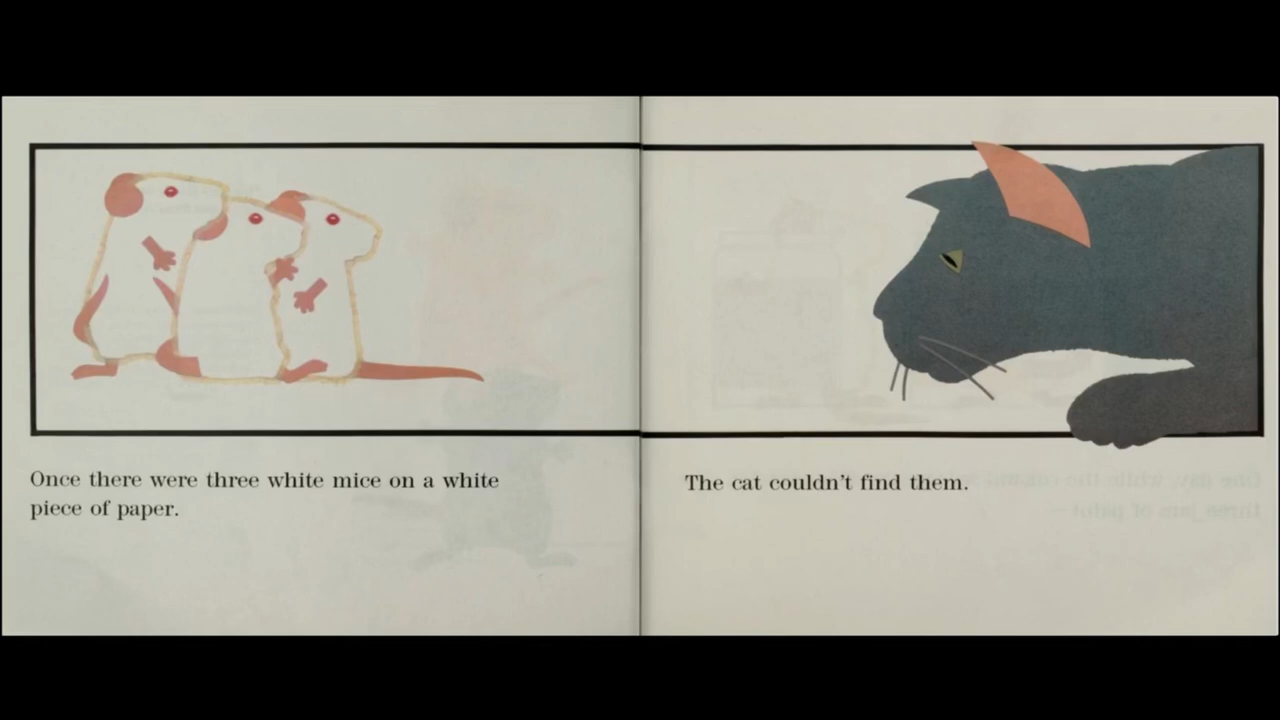 Once there were three white mice on a white
piece of paper.
The cat couldn't find them.